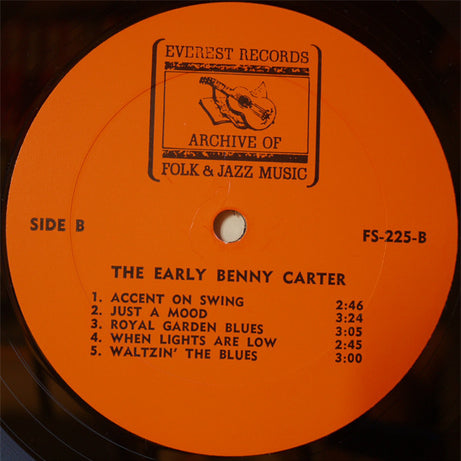 EVEREST RECORDS
ARCHIVE OF
FOLK & JAZZ MUSIC
SIDE B
FS-225-B
THE EARLY BENNY CARTER
1. ACCENT ON SWING 2:46
2. JUST A MOOD 3:24
3. ROYAL GARDEN BLUES 3:05
4. WHEN LIGHTS ARE LOW 2:45
5. WALTZIN' THE BLUES 3:00